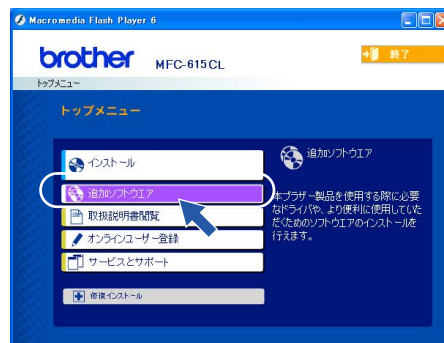 Macromedia Flash Player 6
brother MFC-615CL
終了
トップメニュー
トップメニュー
インストール
追加ソフトウエア
取扱説明書閲覧
オンラインユーザー登録
サービスとサポート
修復インストール
追加ソフトウエア
本ブラザー製品を使用する際に必要
なドライバや、より便利に使用していた
だくためのソフトウエアのインストールを
行えます。